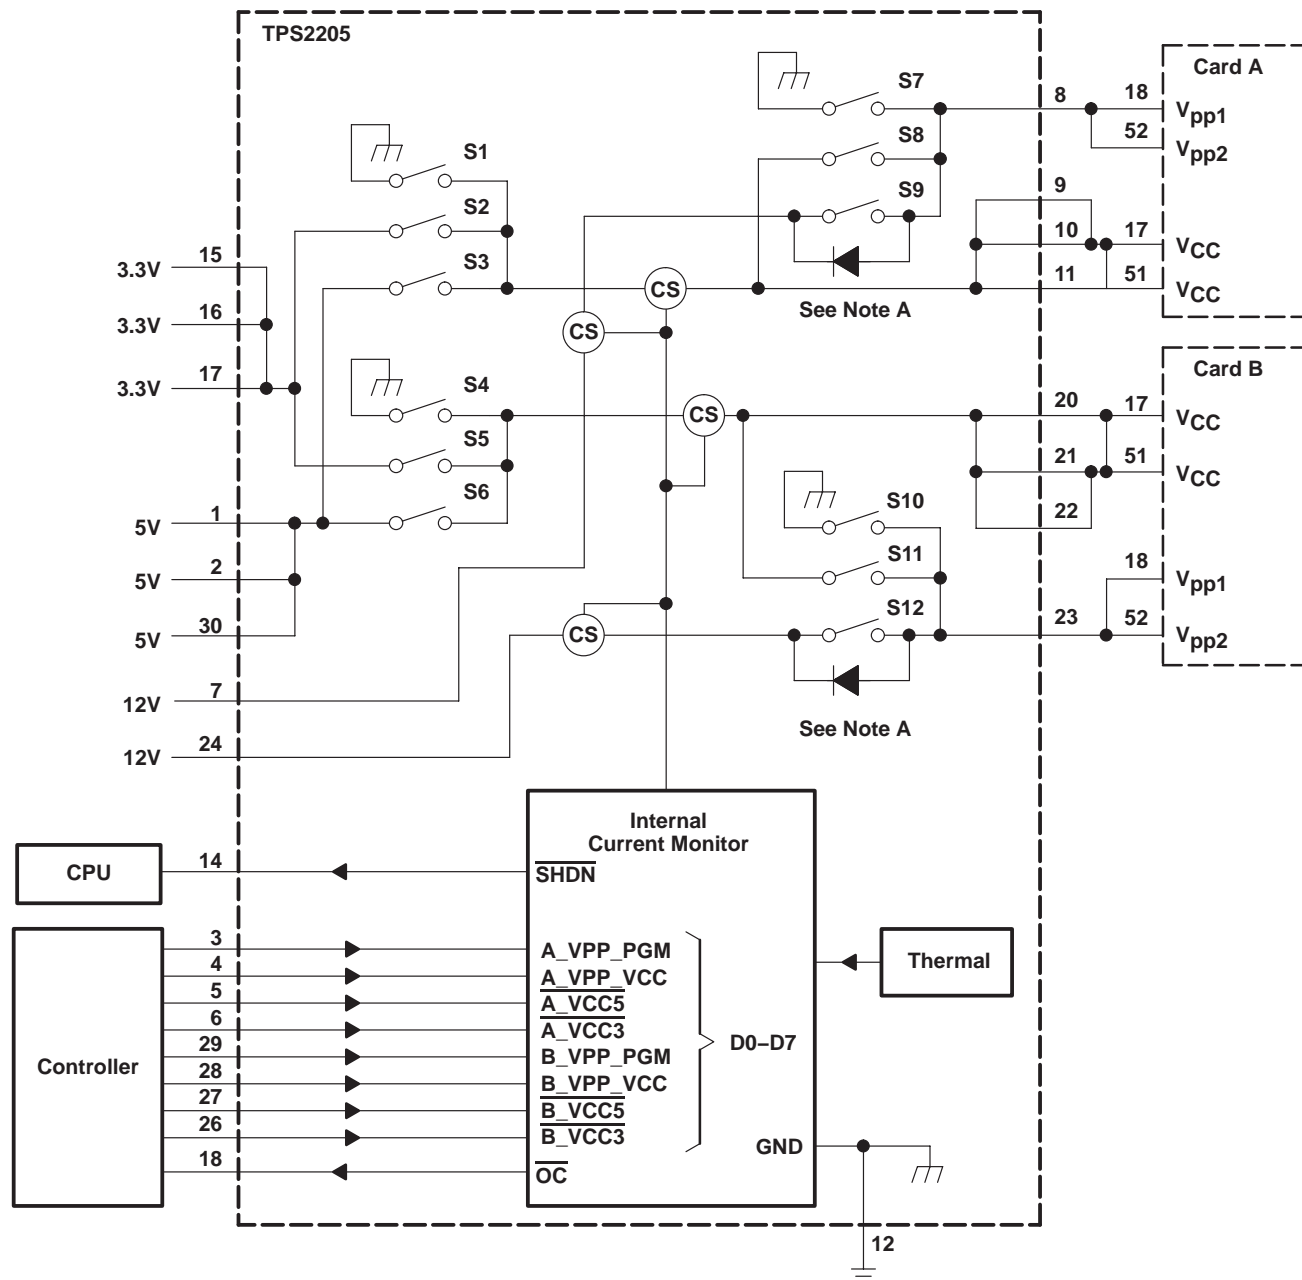 TPS2205
Card A
S7
8
18
Vpp1
S8
52
Vpp2
S1
S9
9
S2
10
17
VCC
15
3.3V
S3
CS
11
51
VCC
See Note A
16
3.3V
CS
17
3.3V
Card B
S4
CS
20
17
VCC
S5
21
51
VCC
S6
1
5V
S10
22
2
5V
S11
18
Vpp1
30
5V
CS
S12
23
52
Vpp2
7
12V
See Note A
24
12V
Internal
Current Monitor
CPU
14
SHDN
3
A_VPP_PGM
Thermal
4
A_VPP_VCC
5
A_VCC5
6
A_VCC3
D0–D7
29
B_VPP_PGM
Controller
28
B_VPP_VCC
27
B_VCC5
26
B_VCC3
GND
18
OC
12